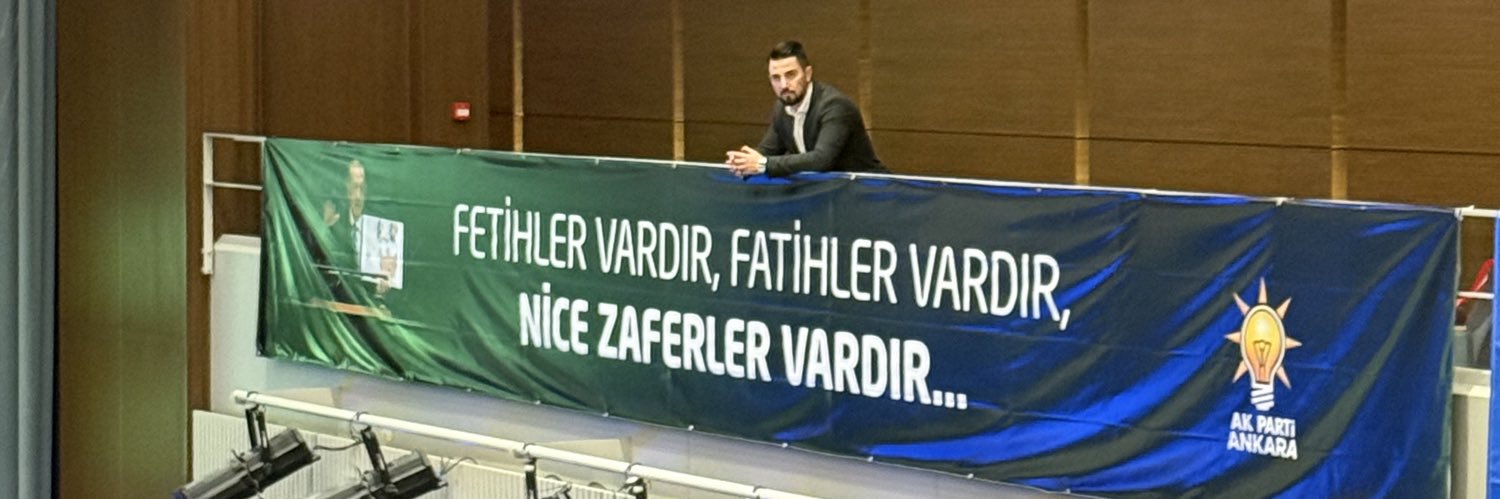 FETİHLER VARDIR, FATİHLER VARDIR,
NİCE ZAFERLER VARDIR...
AK PARTİ
ANKARA